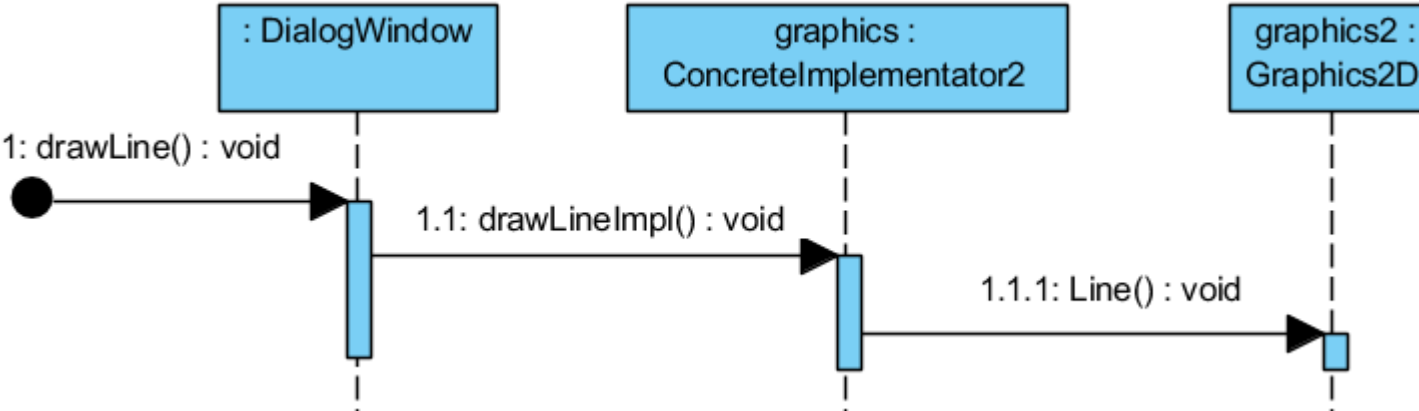 : DialogWindow
graphics :
ConcreteImplementator2
graphics2 :
Graphics2D
1: drawLine() : void
1.1: drawLineImpl() : void
1.1.1: Line() : void